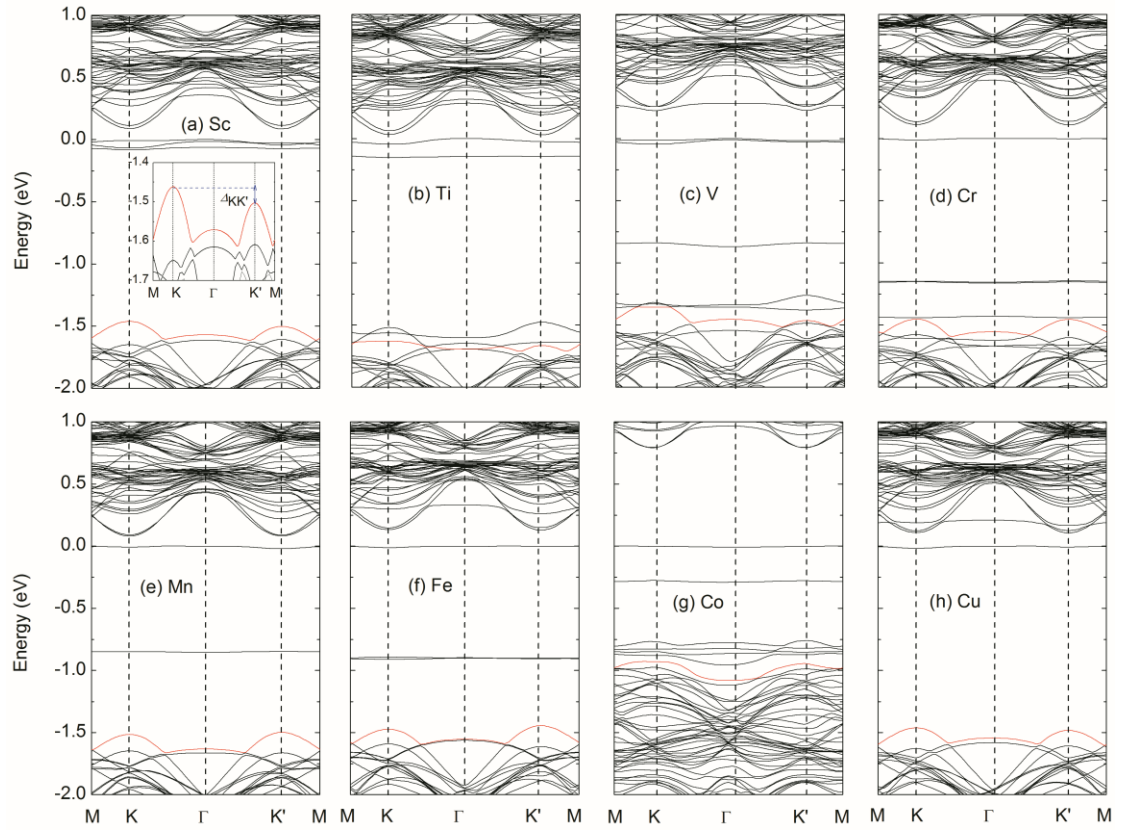 1.0
0.5
0.0
-0.5
-1.0
-1.5
-2.0
Energy (eV)
(a) Sc
-1.4
-1.5
-1.6
-1.7
ΔKK'
M K Γ K' M
(b) Ti
(c) V
(d) Cr
1.0
0.5
0.0
-0.5
-1.0
-1.5
-2.0
Energy (eV)
(e) Mn
(f) Fe
(g) Co
(h) Cu
M K Γ K' M K Γ K' M K Γ K' M K Γ K' M